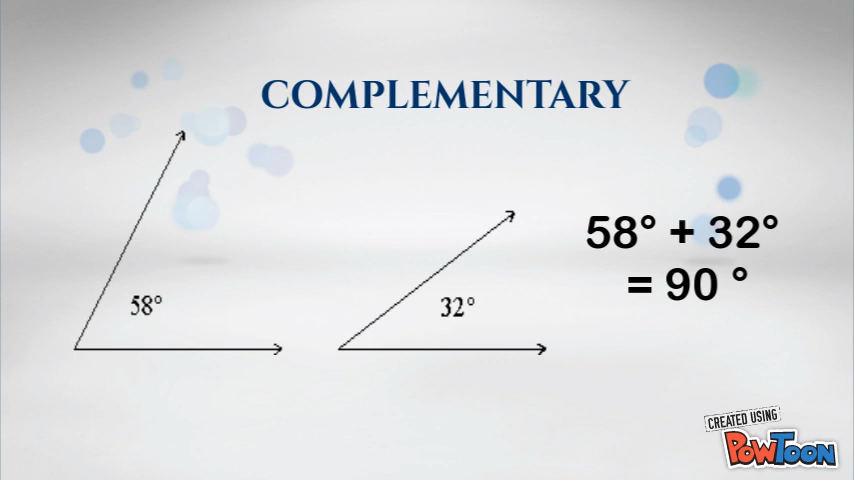 COMPLEMENTARY
58°
32°
58° + 32°
= 90 °
CREATED USING
POWTOON